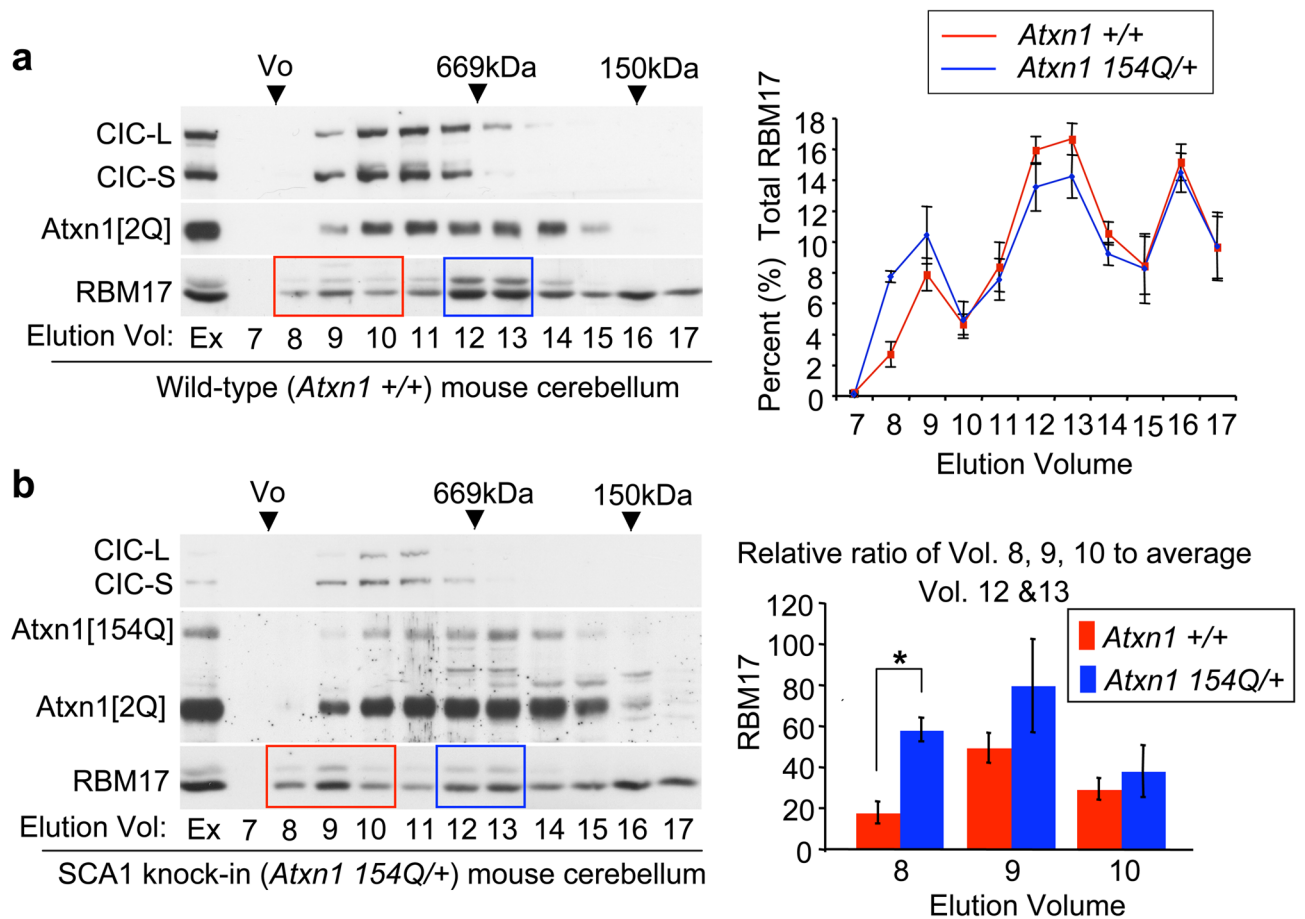 a
Vo 669kDa 150kDa
CIC-L
CIC-S
Atxn1[2Q]
RBM17
Elution Vol: Ex 7 8 9 10 11 12 13 14 15 16 17
Wild-type (Atxn1 +/+) mouse cerebellum
Atxn1 +/+
Atxn1 154Q/+
Percent (%) Total RBM17
18
16
14
12
10
8
6
4
2
0
7 8 9 10 11 12 13 14 15 16 17
Elution Volume
b
Vo 669kDa 150kDa
CIC-L
CIC-S
Atxn1[154Q]
Atxn1[2Q]
RBM17
Elution Vol: Ex 7 8 9 10 11 12 13 14 15 16 17
SCA1 knock-in (Atxn1 154Q/+) mouse cerebellum
Relative ratio of Vol. 8, 9, 10 to average
Vol. 12 &13
Atxn1 +/+
Atxn1 154Q/+
RBM17
120
100
80
60
40
20
0
*
8 9 10
Elution Volume